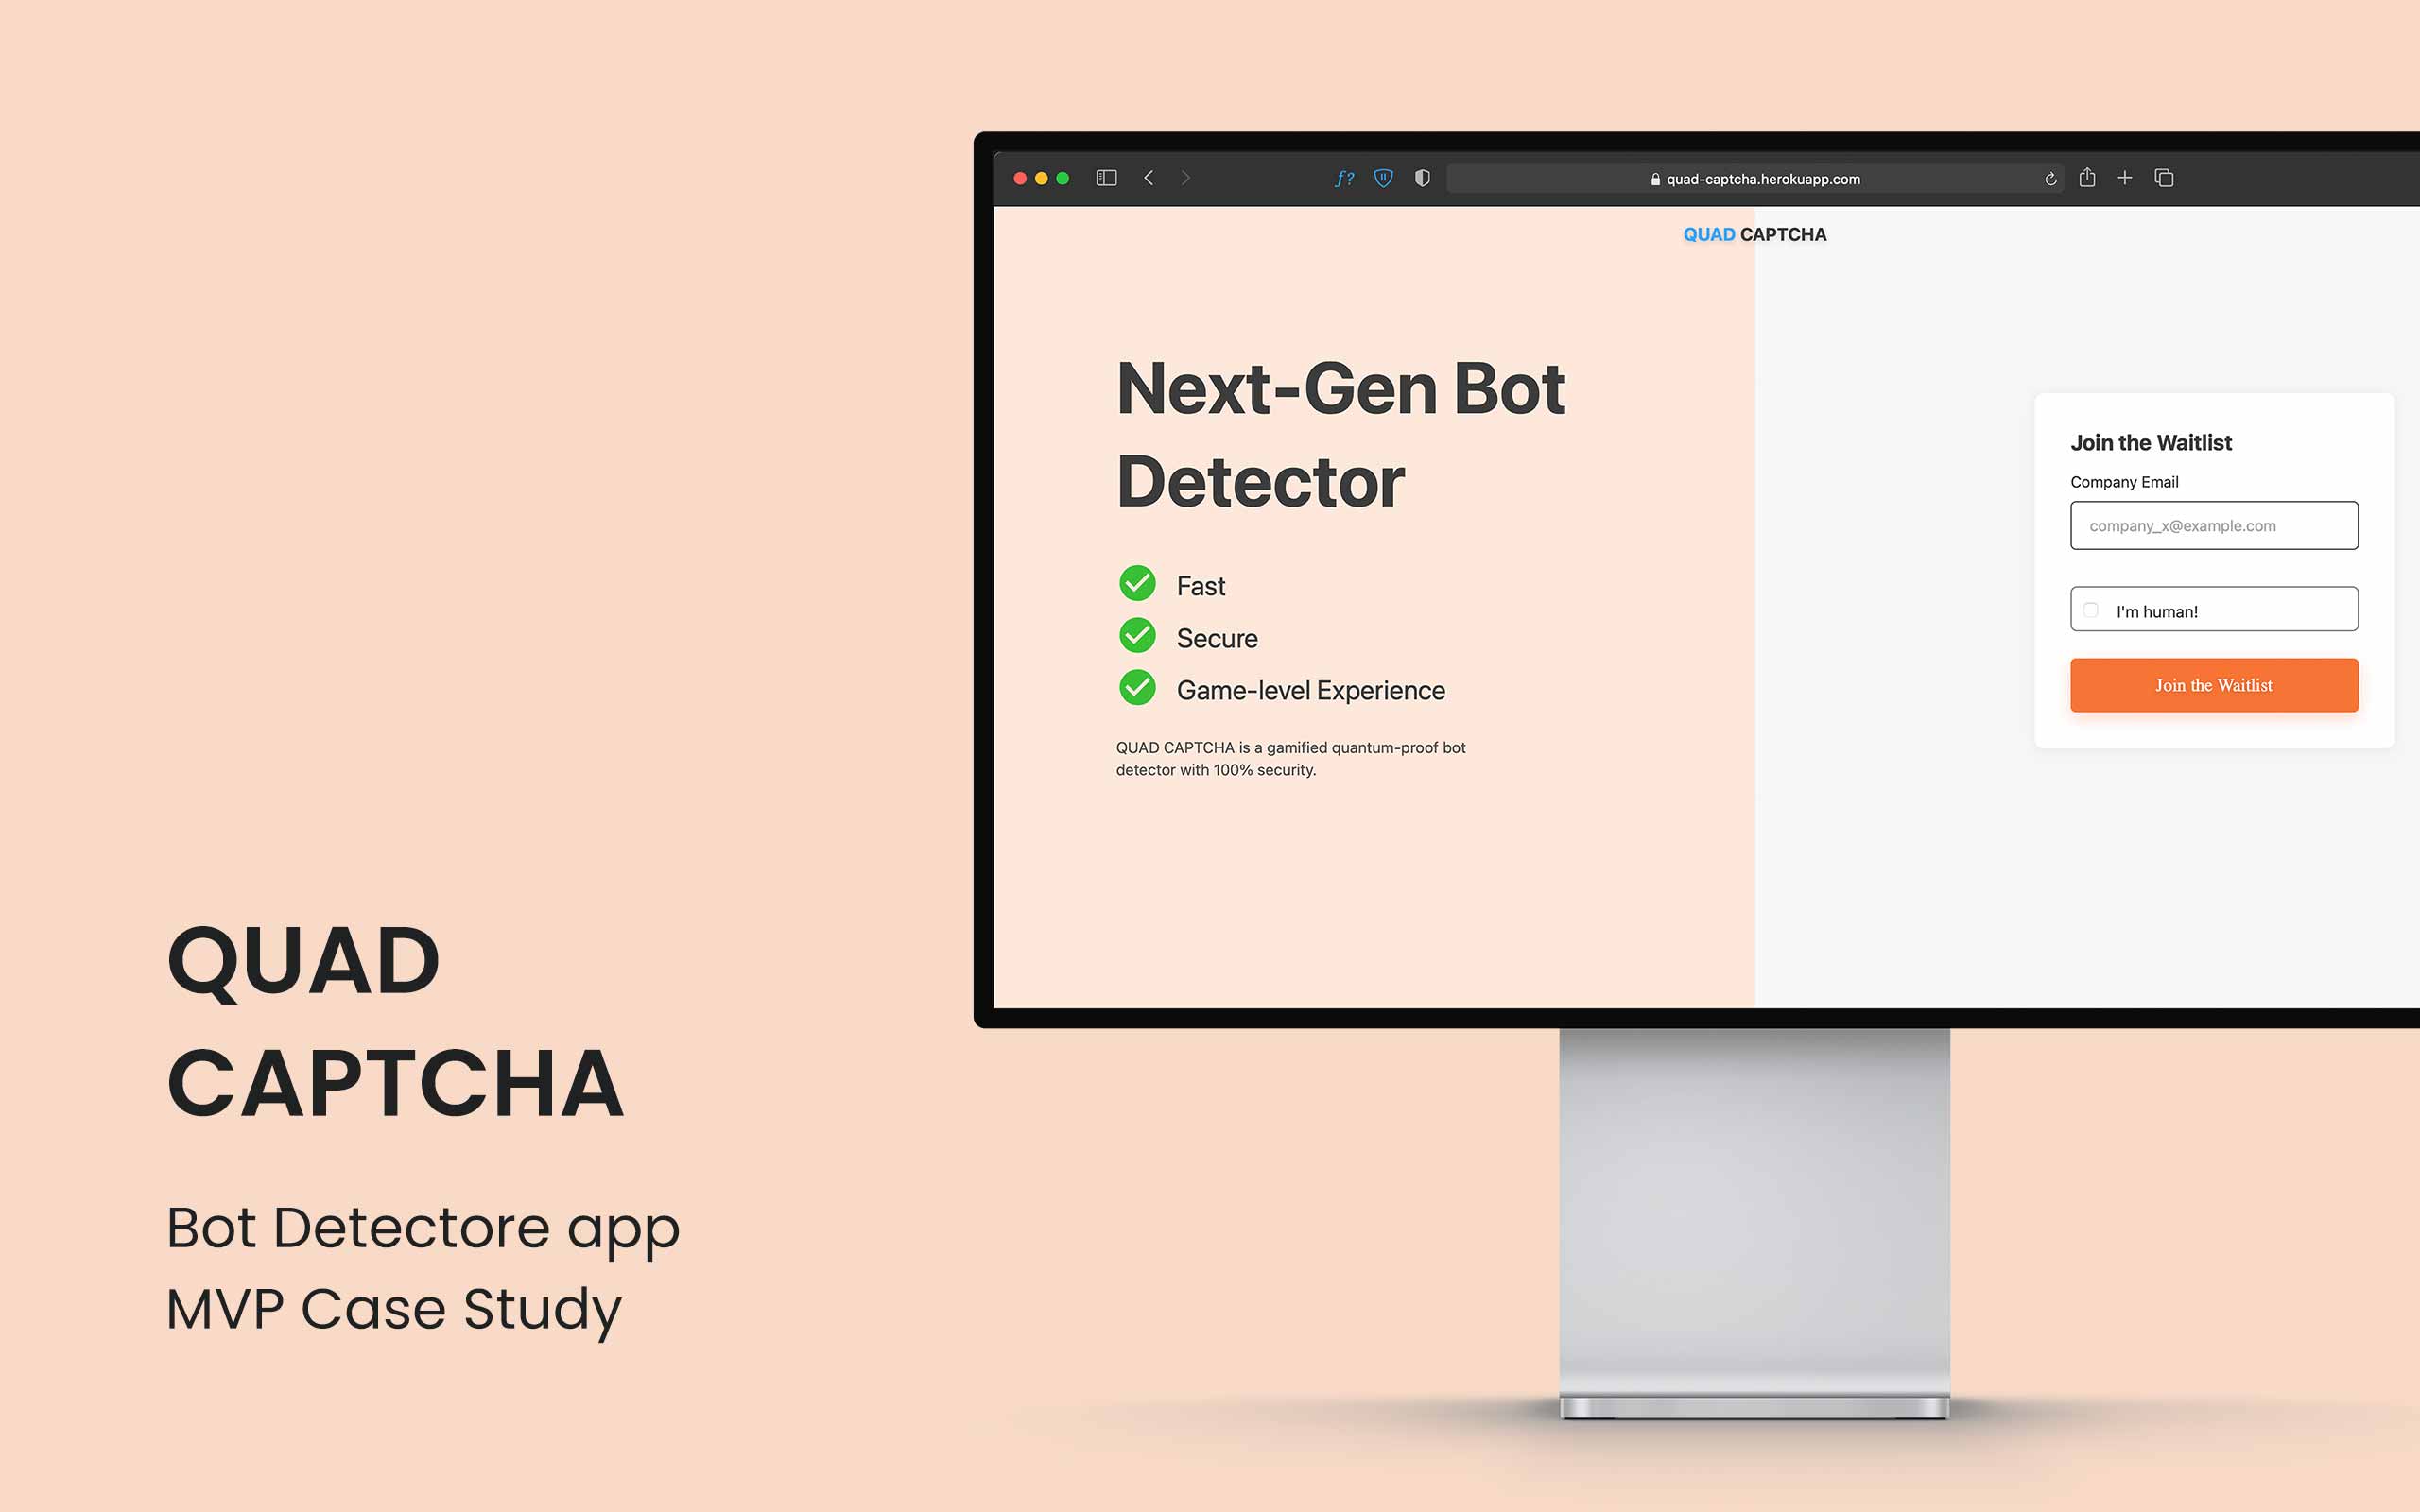 quad-captcha.herokuapp.com
QUAD CAPTCHA
Next-Gen Bot
Detector
Fast
Secure
Game-level Experience
QUAD CAPTCHA is a gamified quantum-proof bot
detector with 100% security.
Join the Waitlist
Company Email
company_x@example.com
I'm human!
Join the Waitlist
QUAD
CAPTCHA
Bot Detectore app
MVP Case Study